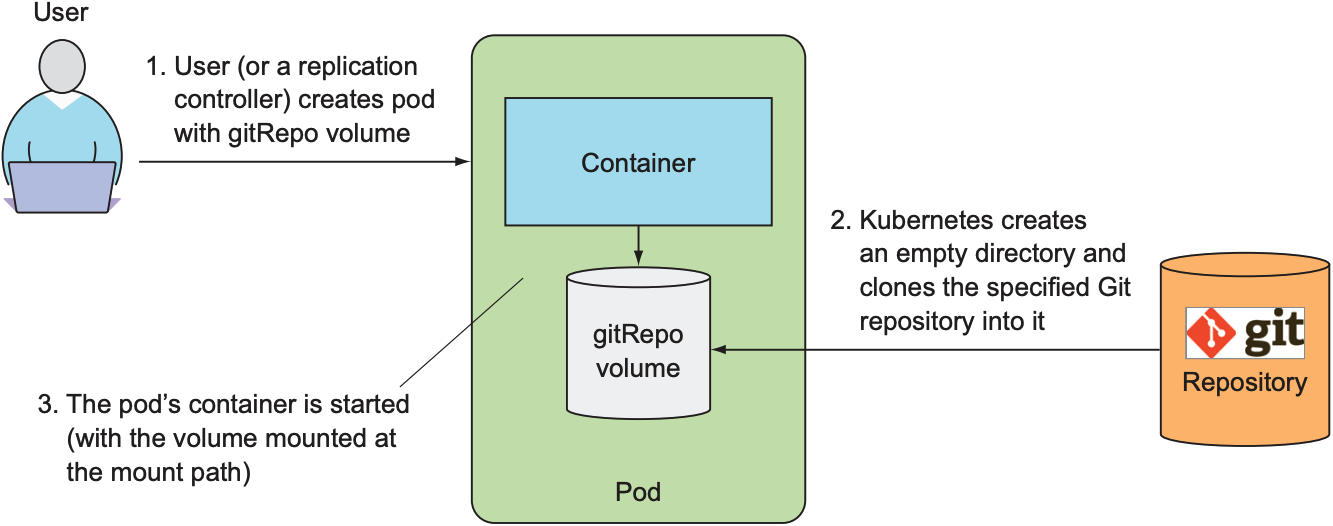 User
1. User (or a replication
controller) creates pod
with gitRepo volume
Container
2. Kubernetes creates
an empty directory and
clones the specified Git
repository into it
gitRepo
volume
git
Repository
3. The pod’s container is started
(with the volume mounted at
the mount path)
Pod